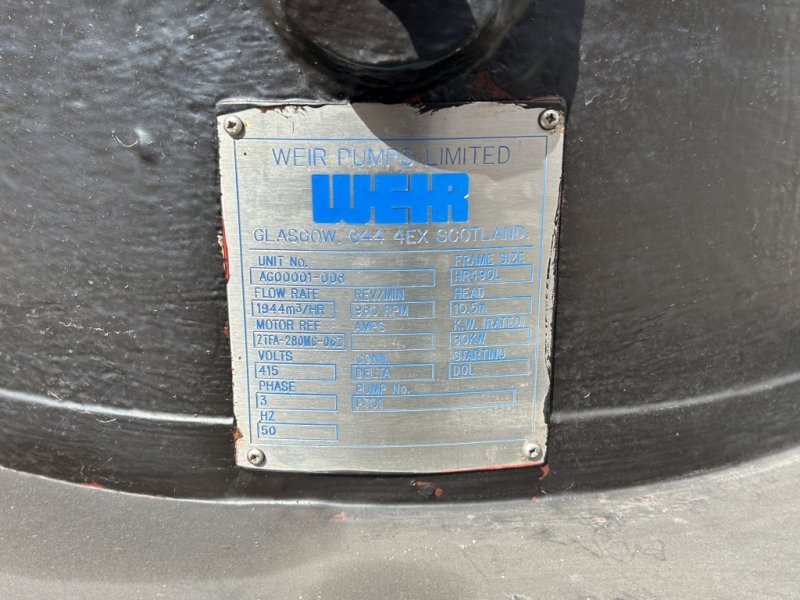 WEIR PUMPS LIMITED
WEIR
GLASGOW, G44 4EX SCOTLAND.
UNIT No. FRAME SIZE
AG00001-008 HR490L
FLOW RATE REV/MIN HEAD
1944m³/HR 980 RPM 10.5m
MOTOR REF AMPS K.W. (RATED)
ZTFA-280MG-06Z 80KW
VOLTS CONN. STARTING
415 DELTA DOL
PHASE PUMP No.
3 P701
HZ
50